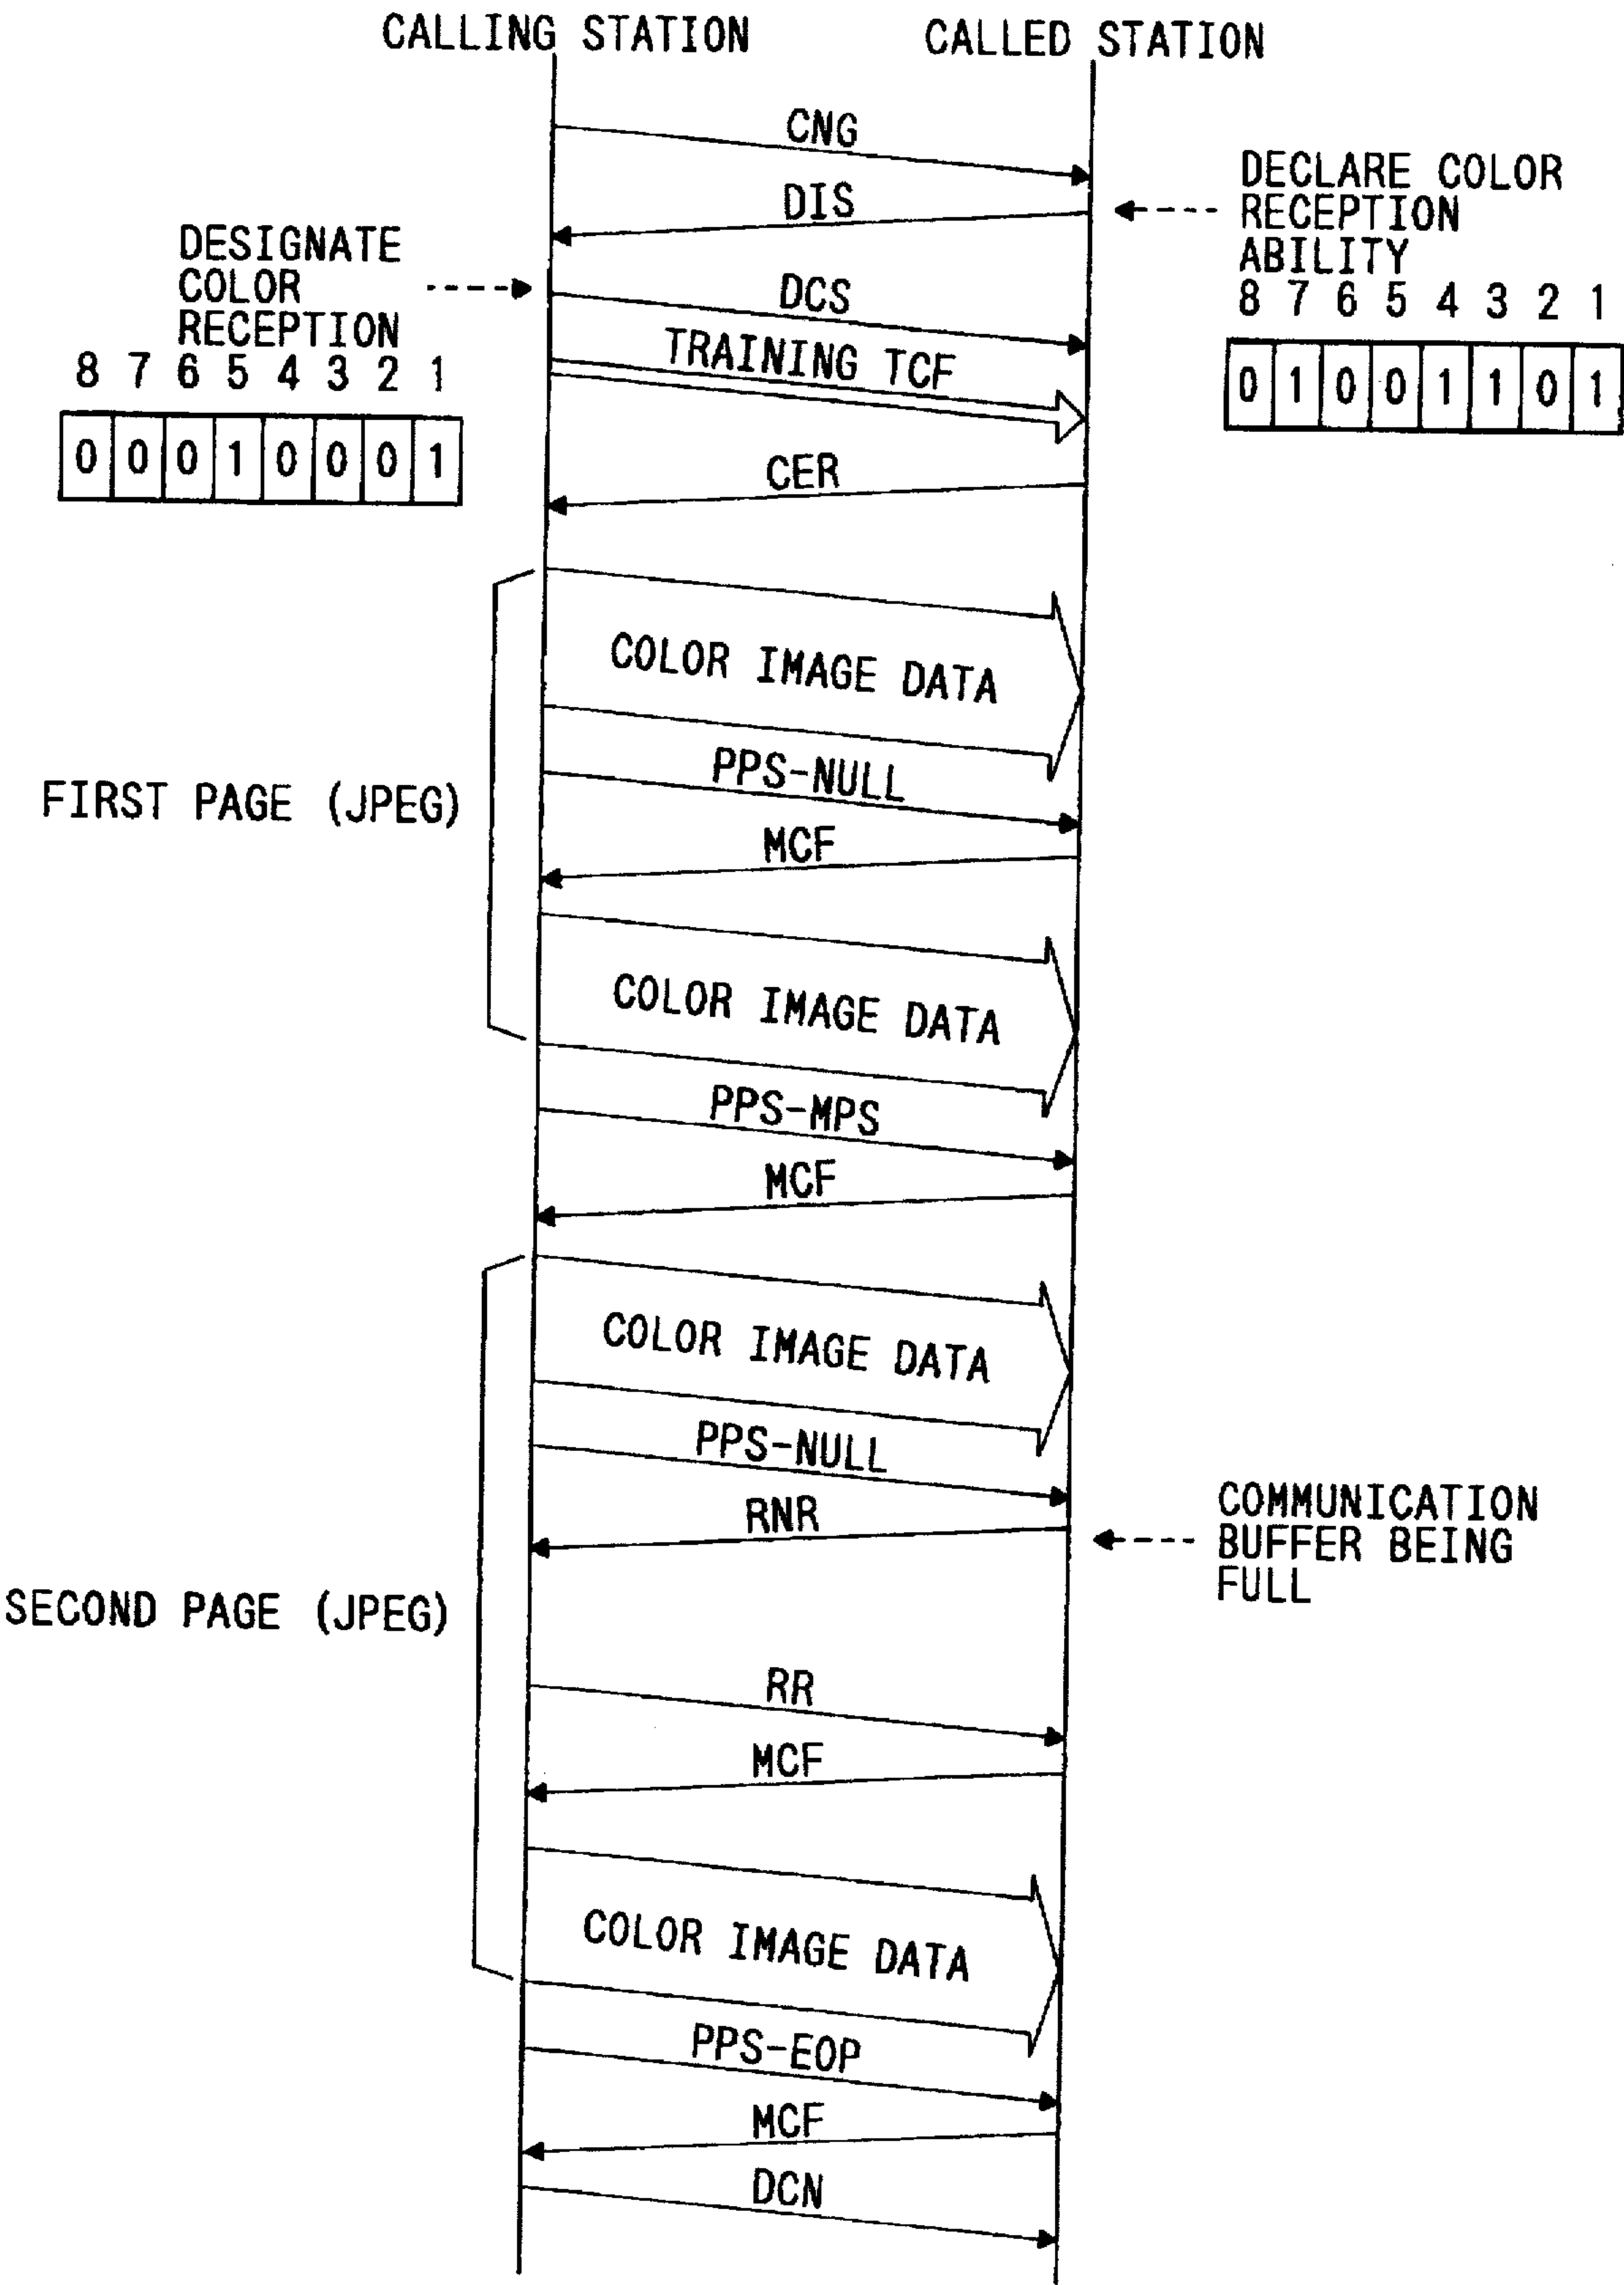 CALLING STATION
CALLED STATION
CNG
DECLARE COLOR
RECEPTION
ABILITY
8 7 6 5 4 3 2 1
0 1 0 0 1 1 0 1
DIS
DESIGNATE
COLOR
RECEPTION
8 7 6 5 4 3 2 1
0 0 0 1 0 0 0 1
DCS
TRAINING TCF
CER
COLOR IMAGE DATA
PPS-NULL
FIRST PAGE (JPEG)
MCF
COLOR IMAGE DATA
PPS-MPS
MCF
COLOR IMAGE DATA
PPS-NULL
RNR
COMMUNICATION
BUFFER BEING
FULL
SECOND PAGE (JPEG)
RR
MCF
COLOR IMAGE DATA
PPS-EOP
MCF
DCN